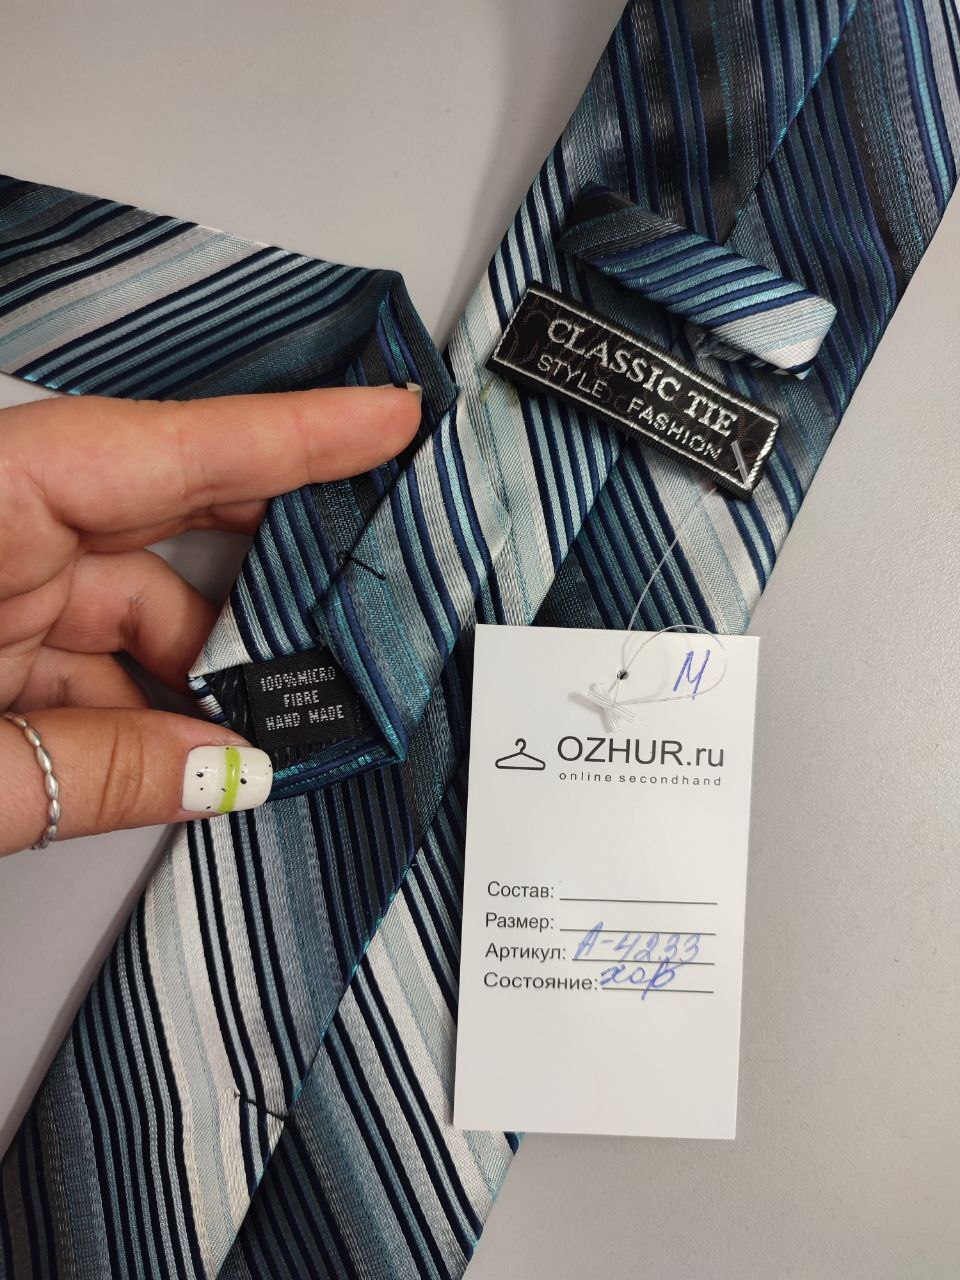 CLASSIC TIE
STYLE FASHION
100% MICRO
FIBRE
HAND MADE
М
OZHUR.ru
online secondhand
Состав:
Размер:
Артикул: А-4233
Состояние: хор